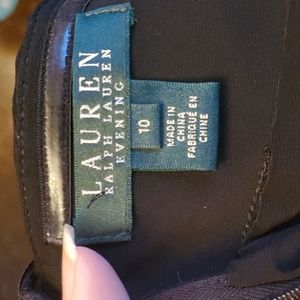 LAUREN
RALPH LAUREN
EVENING
10
MADE IN
CHINA
FABRIQUÉ EN
CHINE